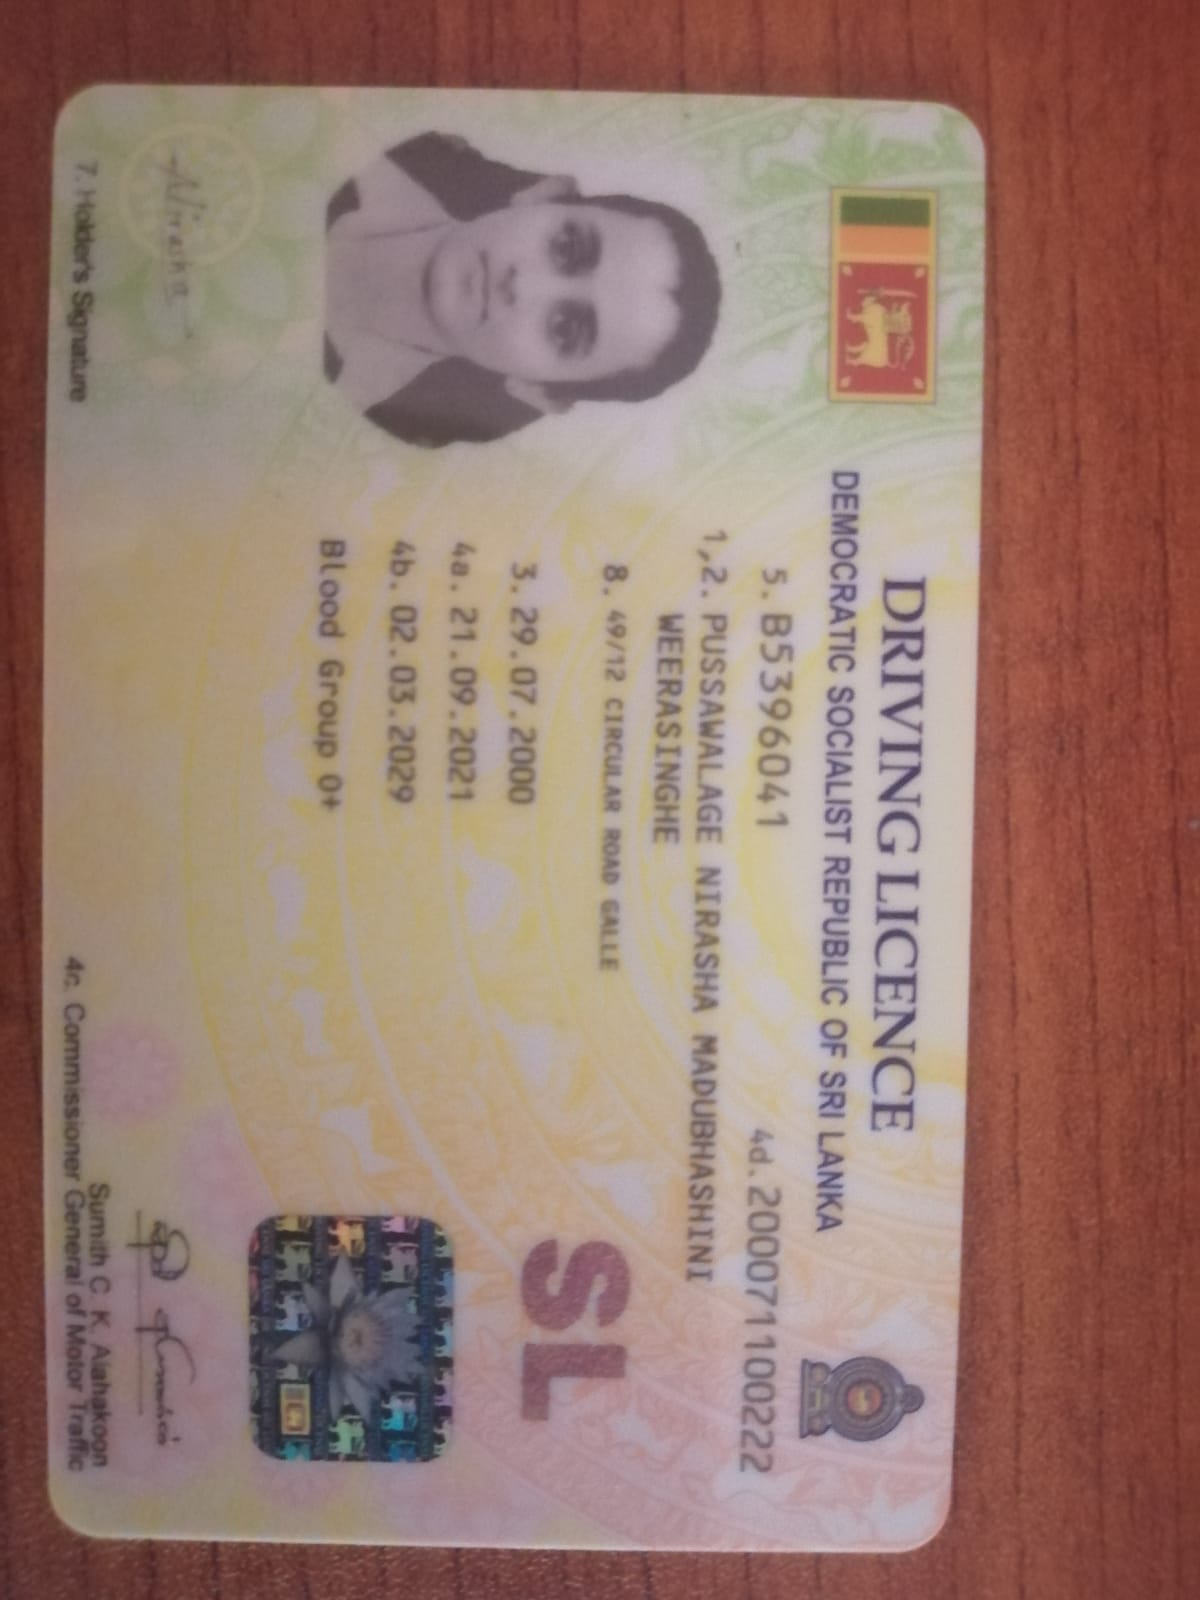 DRIVING LICENCE
DEMOCRATIC SOCIALIST REPUBLIC OF SRI LANKA
5. B5396041 4d. 200071100222
1,2. PUSSAWALAGE NIRASHA MADUBHASHINI
WEERASINGHE
8. 49/12 CIRCULAR ROAD GALLE
3. 29.07.2000
SL
4a. 21.09.2021
4b. 02.03.2029
Blood Group O+
Nirasha
7. Holder's Signature
Sumith C. K. Alahakoon
4c. Commissioner General of Motor Traffic